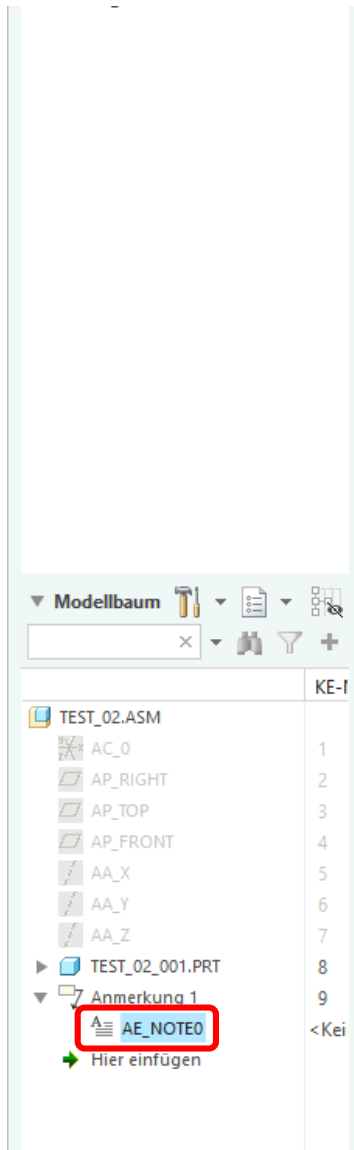 Modellbaum
KE-N
TEST_02.ASM
AC_0 1
AP_RIGHT 2
AP_TOP 3
AP_FRONT 4
AA_X 5
AA_Y 6
AA_Z 7
TEST_02_001.PRT 8
Anmerkung 1 9
AE_NOTE0 <Kei
Hier einfügen